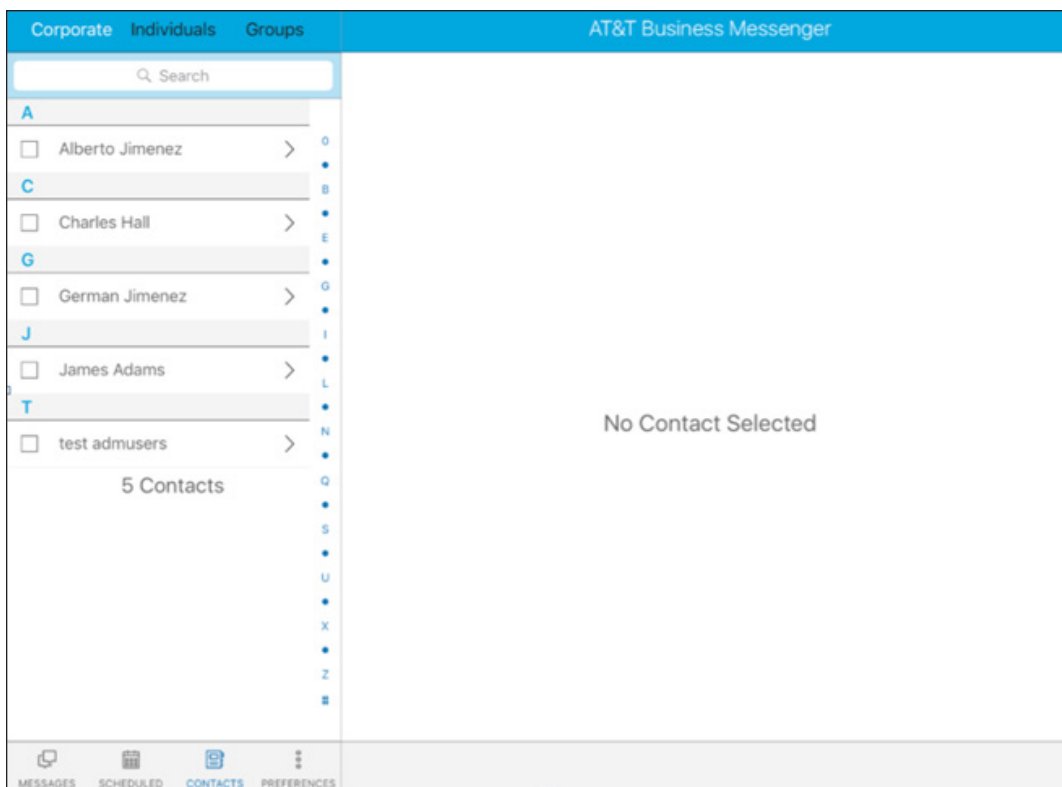 Corporate Individuals Groups
AT&T Business Messenger
Search
A
Alberto Jimenez
C
Charles Hall
G
German Jimenez
J
James Adams
T
test admusers
5 Contacts
0
B
E
G
I
L
N
Q
S
U
X
Z
#
No Contact Selected
MESSAGES SCHEDULED CONTACTS PREFERENCES